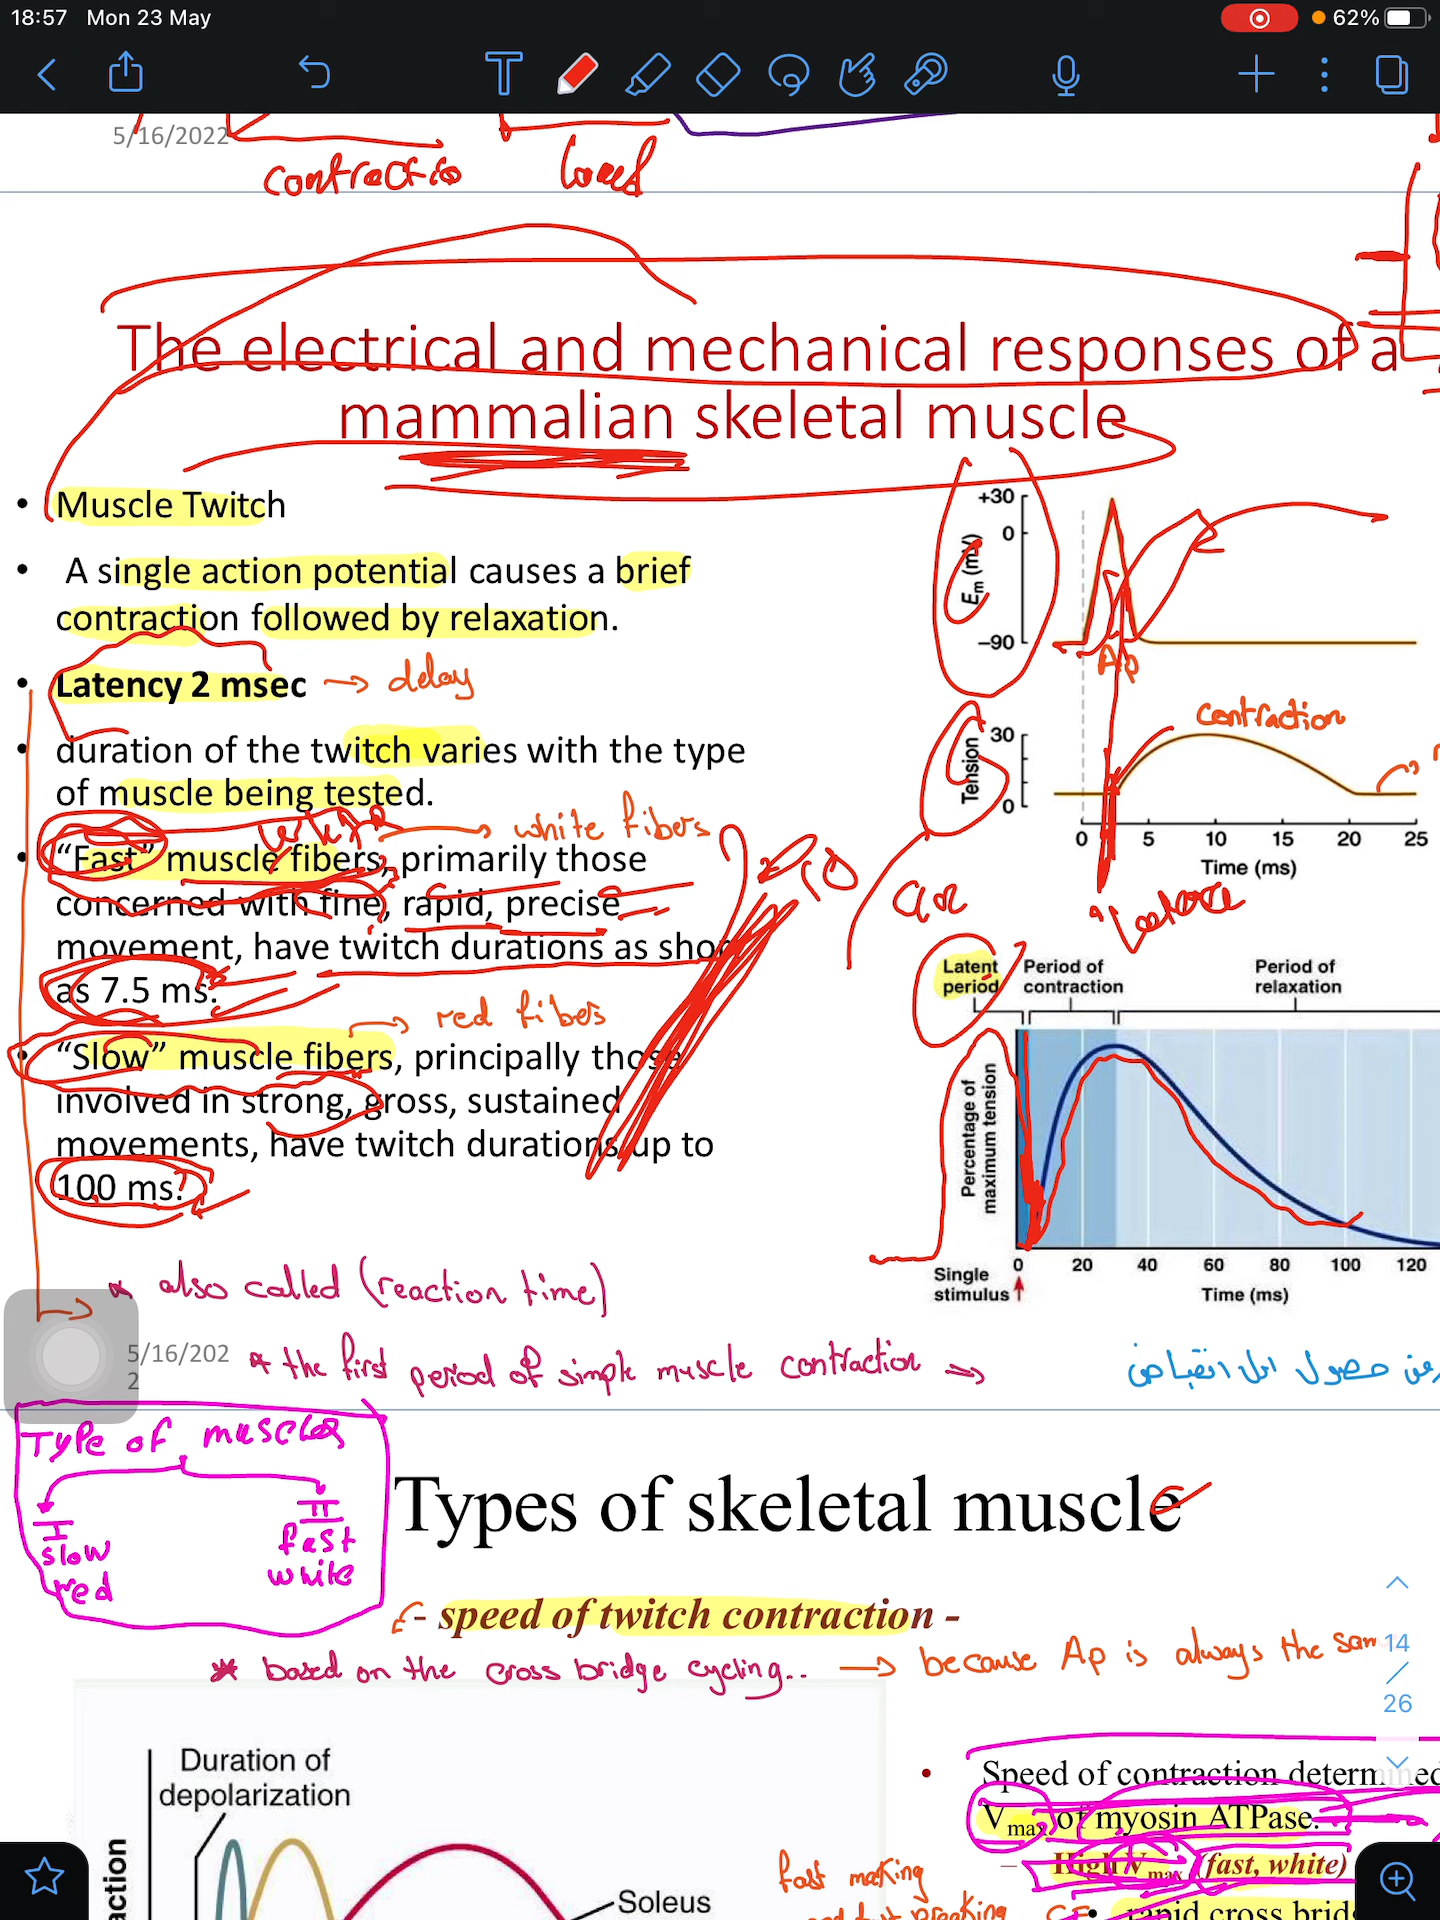 18:57 Mon 23 May
62%
5/16/2022
contractio
load
The electrical and mechanical responses of a
mammalian skeletal muscle
• Muscle Twitch
• A single action potential causes a brief
contraction followed by relaxation.
• Latency 2 msec → delay
• duration of the twitch varies with the type
of muscle being tested.
white
→ white fibers
• “Fast” muscle fibers, primarily those
concerned with fine, rapid, precise
movement, have twitch durations as short
as 7.5 ms.
→ red fibers
• “Slow” muscle fibers, principally those
involved in strong, gross, sustained
movements, have twitch durations up to
100 ms.
+30
0
–90
Em (mV)
Ap
contraction
30
0
Tension
0 5 10 15 20 25
Time (ms)
Latent period
Period of contraction
Period of relaxation
Percentage of maximum tension
0 20 40 60 80 100 120
Single stimulus
Time (ms)
* also called (reaction time)
5/16/202
2
* the first period of simple muscle contraction ⇒
حصول الانقباض
Type of muscles
I
slow
red
II
fast
white
Types of skeletal muscle
- speed of twitch contraction -
* based on the cross bridge cycling.. → because Ap is always the sam
14
/
26
Duration of
depolarization
action
Soleus
• Speed of contraction determined
Vmax of myosin ATPase.
– High Vmax (fast, white)
• rapid cross brid
fast making